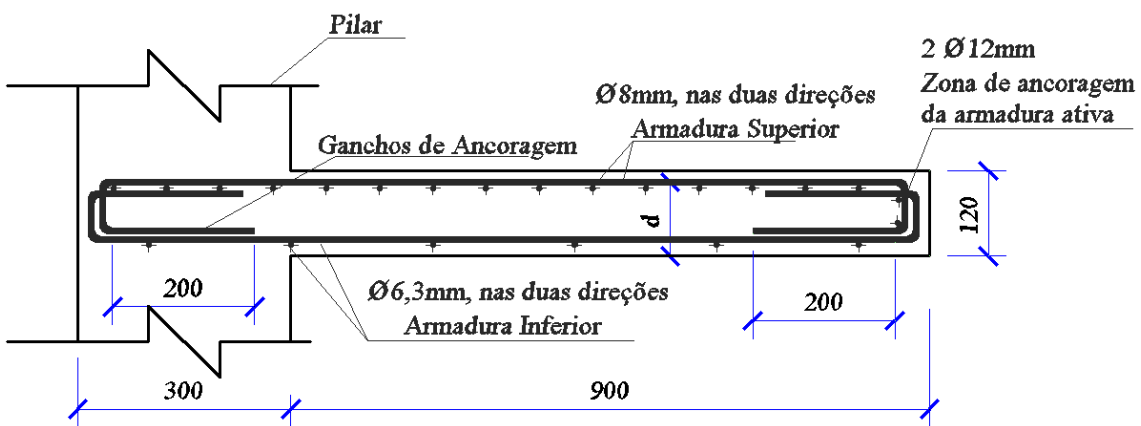 Pilar
2 Ø12mm
Zona de ancoragem
da armadura ativa
Ø8mm, nas duas direções
Armadura Superior
Ganchos de Ancoragem
d
120
200
Ø6,3mm, nas duas direções
Armadura Inferior
200
300
900